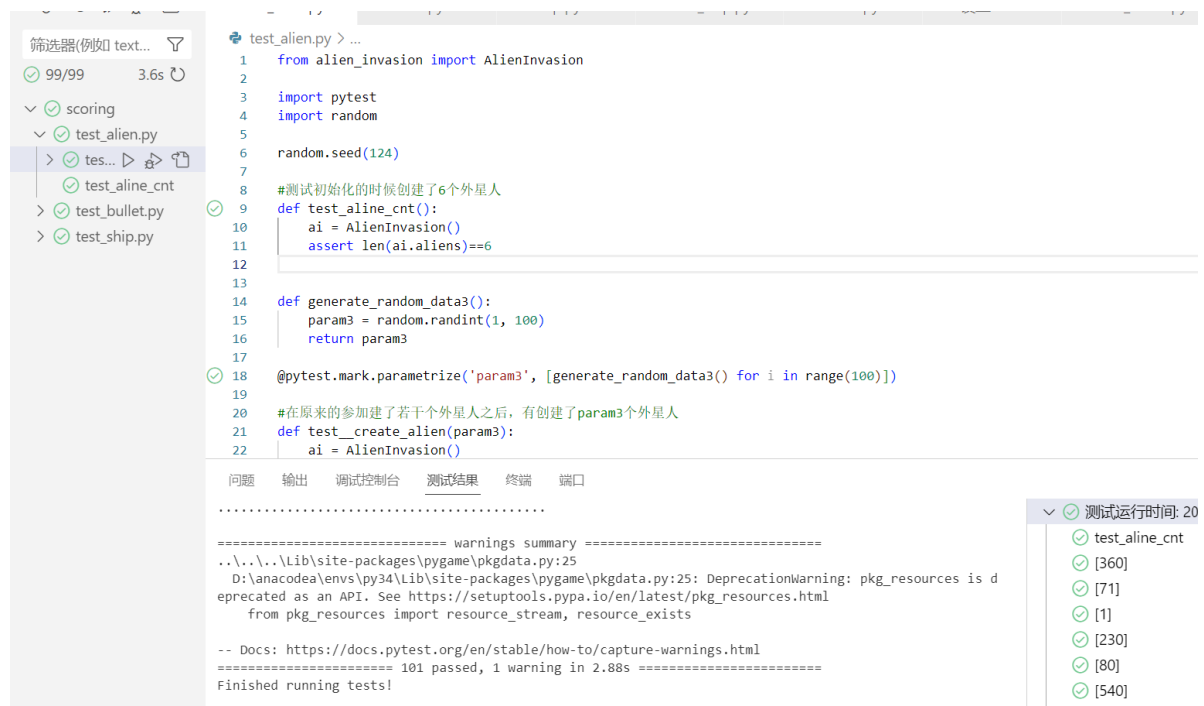 筛选器(例如 text...
99/99 3.6s
scoring
test_alien.py
tes...
test_aline_cnt
test_bullet.py
test_ship.py
test_alien.py > ...
1 from alien_invasion import AlienInvasion
2
3 import pytest
4 import random
5
6 random.seed(124)
7
8 #测试初始化的时候创建了6个外星人
9 def test_aline_cnt():
10 ai = AlienInvasion()
11 assert len(ai.aliens)==6
12
13
14 def generate_random_data3():
15 param3 = random.randint(1, 100)
16 return param3
17
18 @pytest.mark.parametrize('param3', [generate_random_data3() for i in range(100)])
19
20 #在原来的参加建了若干个外星人之后，有创建了param3个外星人
21 def test__create_alien(param3):
22 ai = AlienInvasion()
问题 输出 调试控制台 测试结果 终端 端口
...........................................
============================== warnings summary ===============================
..\..\..\Lib\site-packages\pygame\pkgdata.py:25
D:\anacodea\envs\py34\Lib\site-packages\pygame\pkgdata.py:25: DeprecationWarning: pkg_resources is d
eprecated as an API. See https://setuptools.pypa.io/en/latest/pkg_resources.html
from pkg_resources import resource_stream, resource_exists
-- Docs: https://docs.pytest.org/en/stable/how-to/capture-warnings.html
======================= 101 passed, 1 warning in 2.88s ========================
Finished running tests!
测试运行时间: 20
test_aline_cnt
[360]
[71]
[1]
[230]
[80]
[540]